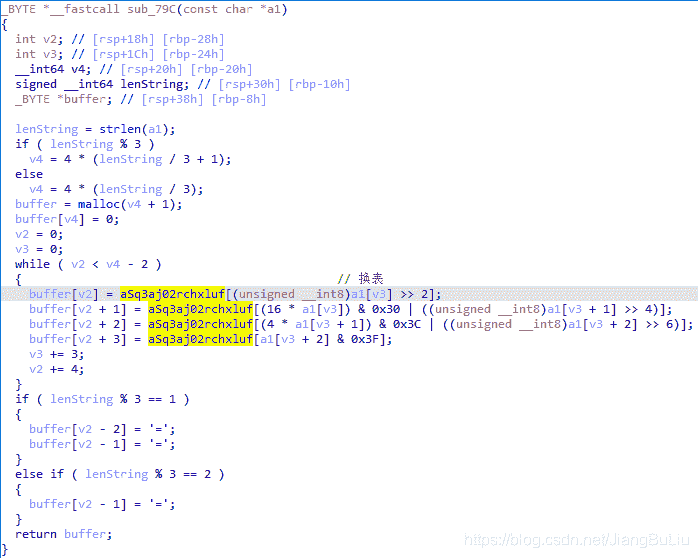 _BYTE *__fastcall sub_79C(const char *a1)
{
int v2; // [rsp+18h] [rbp-28h]
int v3; // [rsp+1Ch] [rbp-24h]
__int64 v4; // [rsp+20h] [rbp-20h]
signed __int64 lenString; // [rsp+30h] [rbp-10h]
_BYTE *buffer; // [rsp+38h] [rbp-8h]
lenString = strlen(a1);
if ( lenString % 3 )
v4 = 4 * (lenString / 3 + 1);
else
v4 = 4 * (lenString / 3);
buffer = malloc(v4 + 1);
buffer[v4] = 0;
v2 = 0;
v3 = 0;
while ( v2 < v4 - 2 )
{ // 换表
buffer[v2] = aSq3aj02rchxluf[(unsigned __int8)a1[v3] >> 2];
buffer[v2 + 1] = aSq3aj02rchxluf[(16 * a1[v3]) & 0x30 | ((unsigned __int8)a1[v3 + 1] >> 4)];
buffer[v2 + 2] = aSq3aj02rchxluf[(4 * a1[v3 + 1]) & 0x3C | ((unsigned __int8)a1[v3 + 2] >> 6)];
buffer[v2 + 3] = aSq3aj02rchxluf[a1[v3 + 2] & 0x3F];
v3 += 3;
v2 += 4;
}
if ( lenString % 3 == 1 )
{
buffer[v2 - 2] = '=';
buffer[v2 - 1] = '=';
}
else if ( lenString % 3 == 2 )
{
buffer[v2 - 1] = '=';
}
return buffer;
}
https://blog.csdn.net/JiangBuLiu